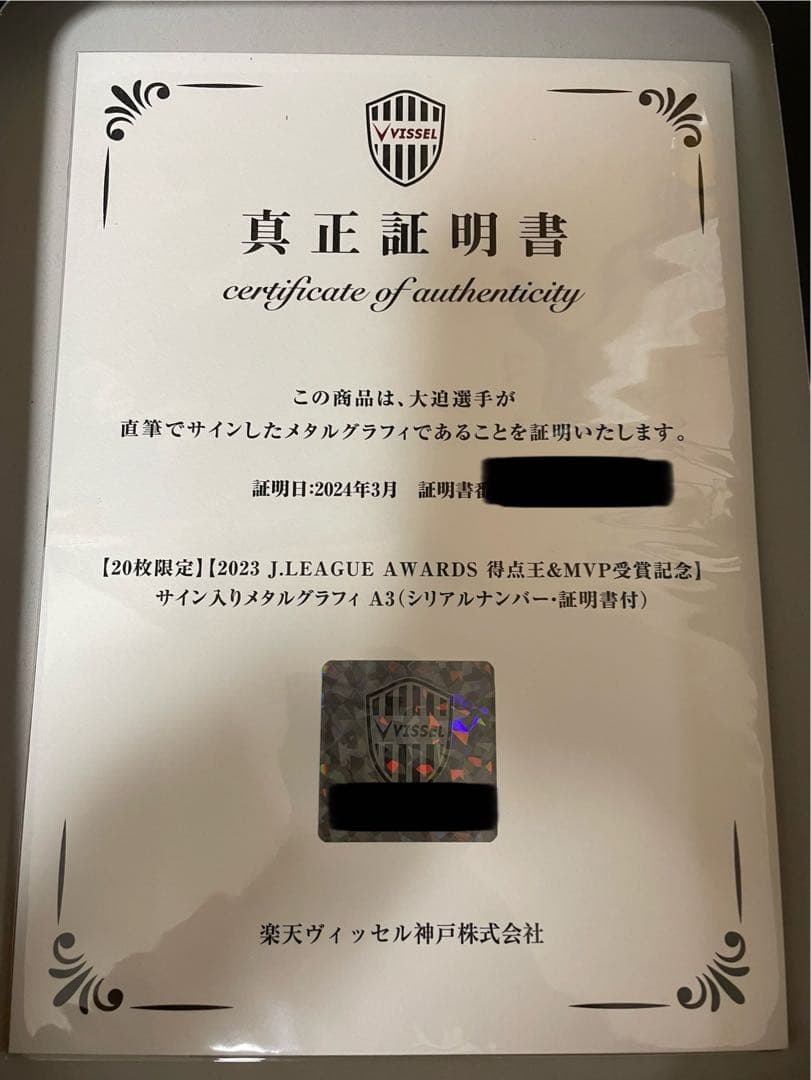 VISSEL
真正証明書
certificate of authenticity
この商品は、大迫選手が
直筆でサインしたメタルグラフィであることを証明いたします。
証明日:2024年3月　証明書番
【20枚限定】【2023 J.LEAGUE AWARDS 得点王&MVP受賞記念】
サイン入りメタルグラフィ A3(シリアルナンバー・証明書付)
VISSEL
楽天ヴィッセル神戸株式会社